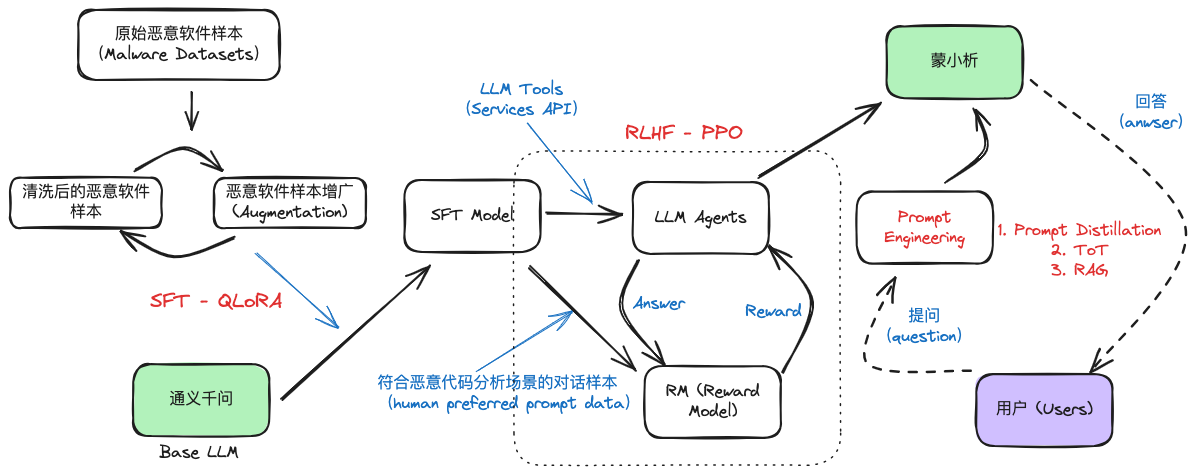 原始恶意软件样本
(Malware Datasets)
清洗后的恶意软件
样本
恶意软件样本增广
(Augmentation)
SFT - QLoRA
通义千问
Base LLM
SFT Model
LLM Tools
(Services API)
RLHF - PPO
LLM Agents
Answer
Reward
符合恶意代码分析场景的对话样本
(human preferred prompt data)
RM (Reward
Model)
蒙小析
回答
(anwser)
Prompt
Engineering
1. Prompt Distillation
2. ToT
3. RAG
提问
(question)
用户 (Users)